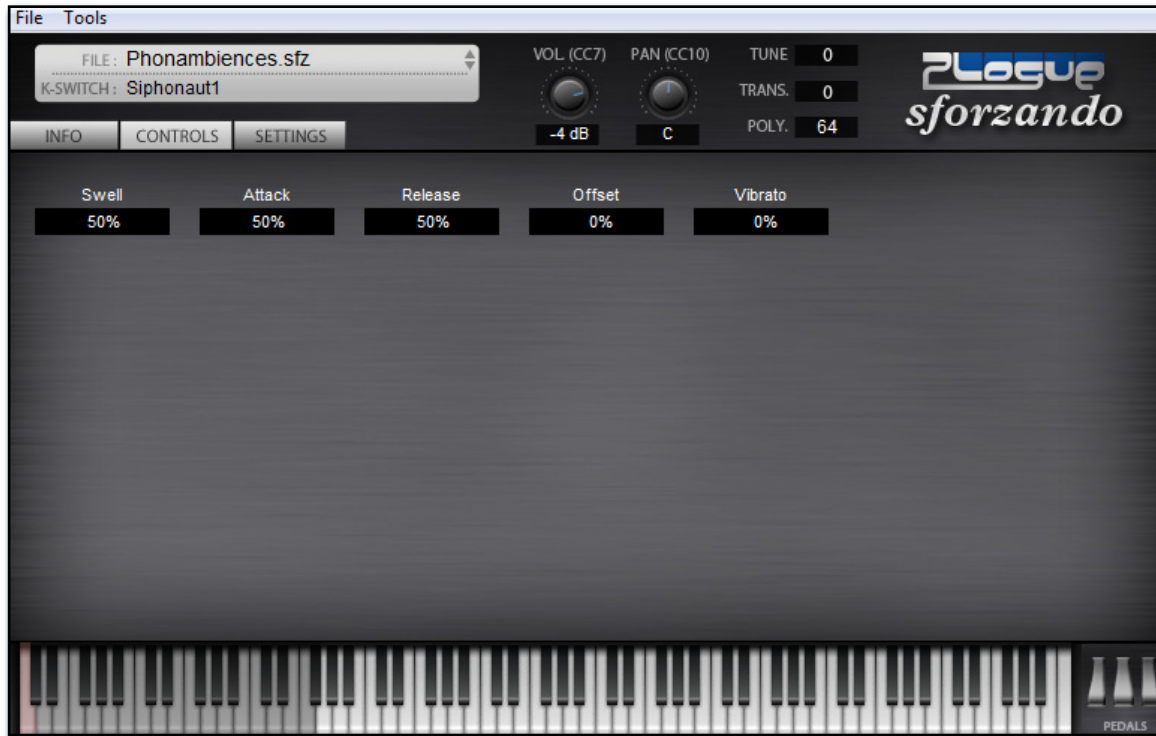 File Tools
FILE: Phonambiences.sfz
K-SWITCH: Siphonaut1
VOL. (CC7) PAN (CC10)
-4 dB C
TUNE 0
TRANS. 0
POLY. 64
Plogue
sforzando
INFO CONTROLS SETTINGS
Swell Attack Release Offset Vibrato
50% 50% 50% 0% 0%
PEDALS